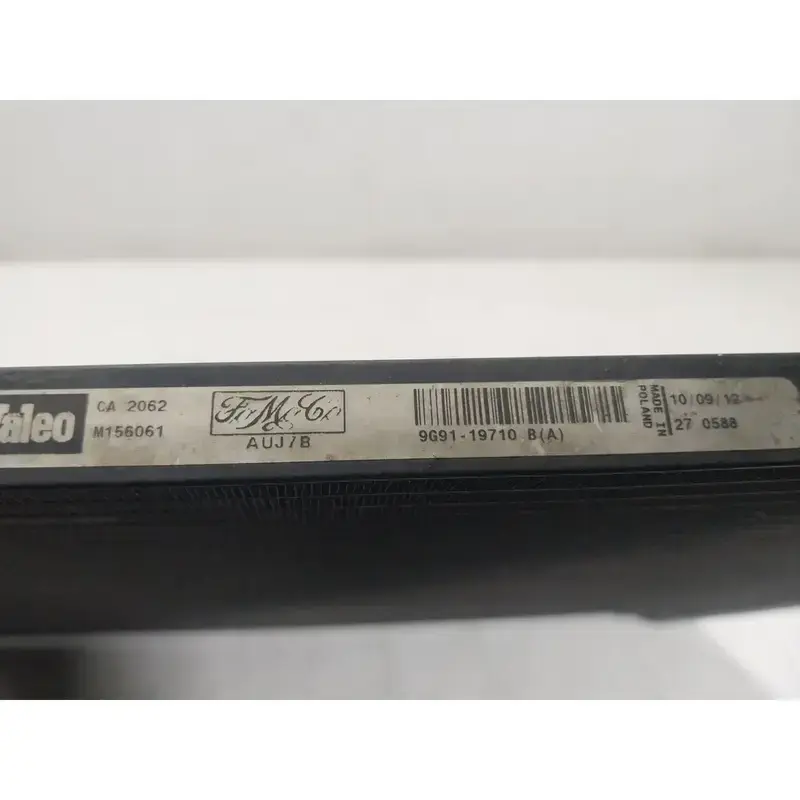 Valeo
CA 2062
M156061
FoMoCo
AUJ7B
9G91-19710 B(A)
MADE IN
POLAND
10/09/12
27 0588